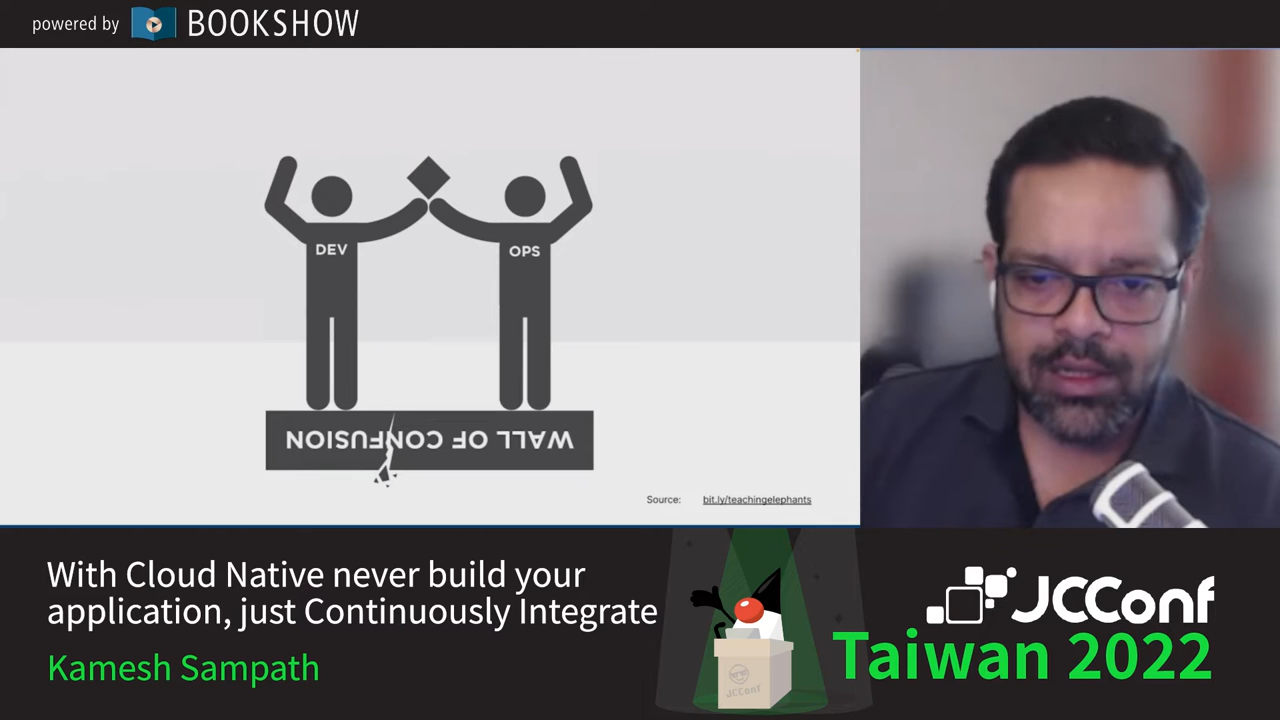 powered by BOOKSHOW
DEV
OPS
WALL OF CONFUSION
Source: bit.ly/teachingelephants
With Cloud Native never build your
application, just Continuously Integrate
Kamesh Sampath
JCConf
JCConf
Taiwan 2022